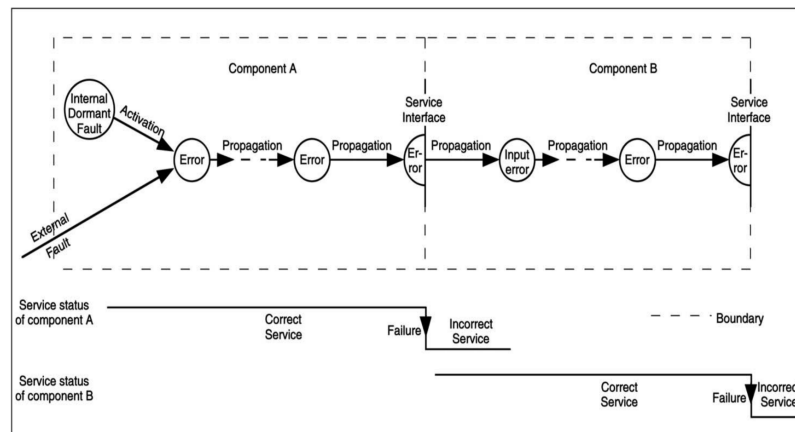 Component A
Component B
Internal
Dormant
Fault
Activation
Service
Interface
Service
Interface
Error
Propagation
Error
Propagation
Er-
ror
Propagation
Input
error
Propagation
Error
Propagation
Er-
ror
External
Fault
Service status
of component A
Correct
Service
Failure
Incorrect
Service
Boundary
Service status
of component B
Correct
Service
Failure
Incorrect
Service